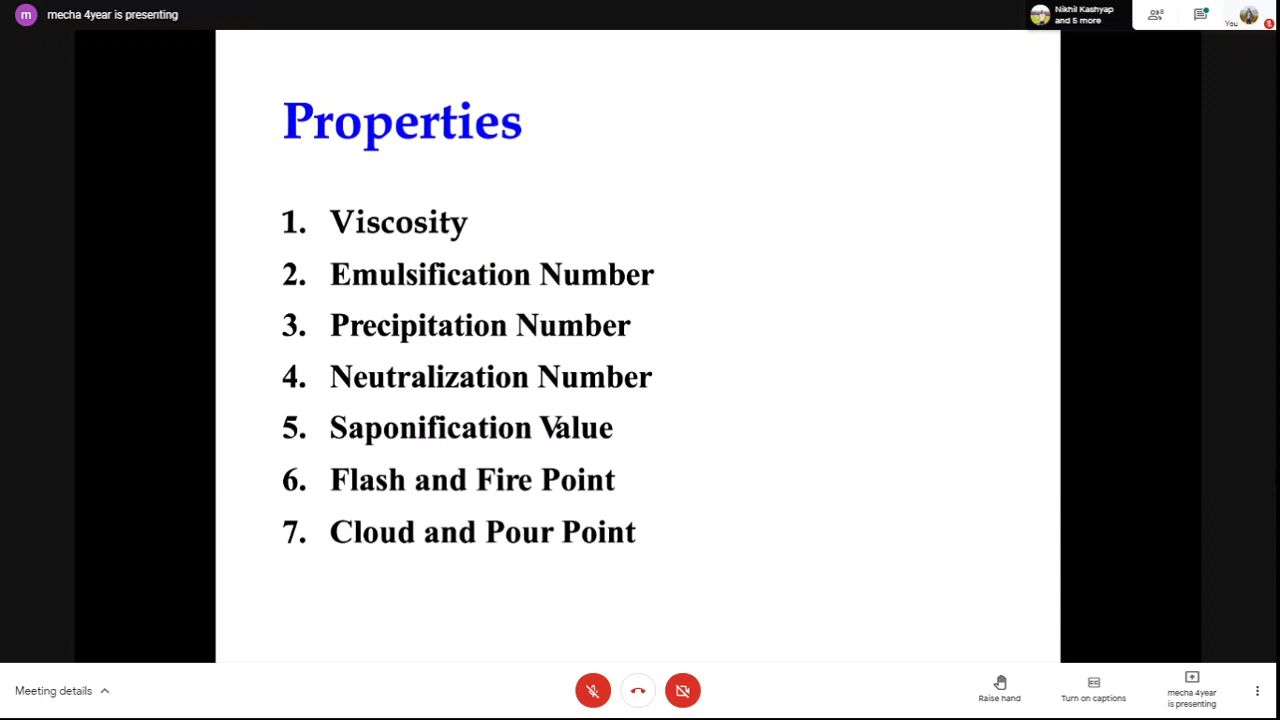 m mecha 4year is presenting
Nikhil Kashyap
and 5 more
8
You
Properties
1. Viscosity
2. Emulsification Number
3. Precipitation Number
4. Neutralization Number
5. Saponification Value
6. Flash and Fire Point
7. Cloud and Pour Point
Meeting details
Raise hand
Turn on captions
mecha 4year
is presenting